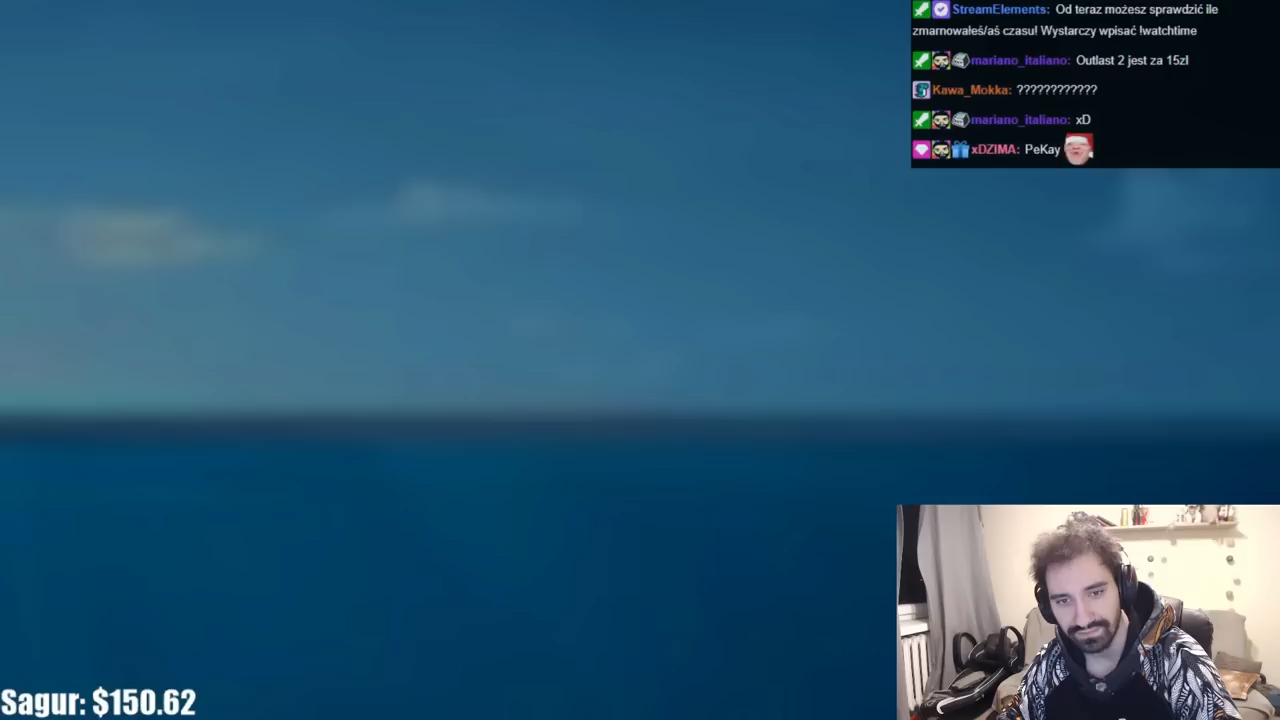 StreamElements: Od teraz możesz sprawdzić ile
zmarnowałeś/aś czasu! Wystarczy wpisać !watchtime
mariano_italiano: Outlast 2 jest za 15zl
Kawa_Mokka: ????????????
mariano_italiano: xD
xDZIMA: PeKay
Sagur: $150.62